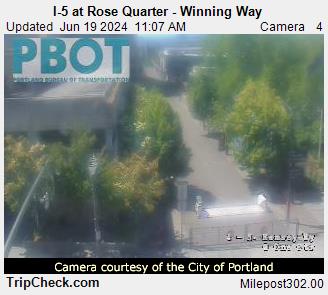 I-5 at Rose Quarter - Winning Way
Updated Jun 19 2024 11:07 AM Camera 4
PBOT
PORTLAND BUREAU OF TRANSPORTATION
Camera courtesy of the City of Portland
TripCheck.com Milepost302.00